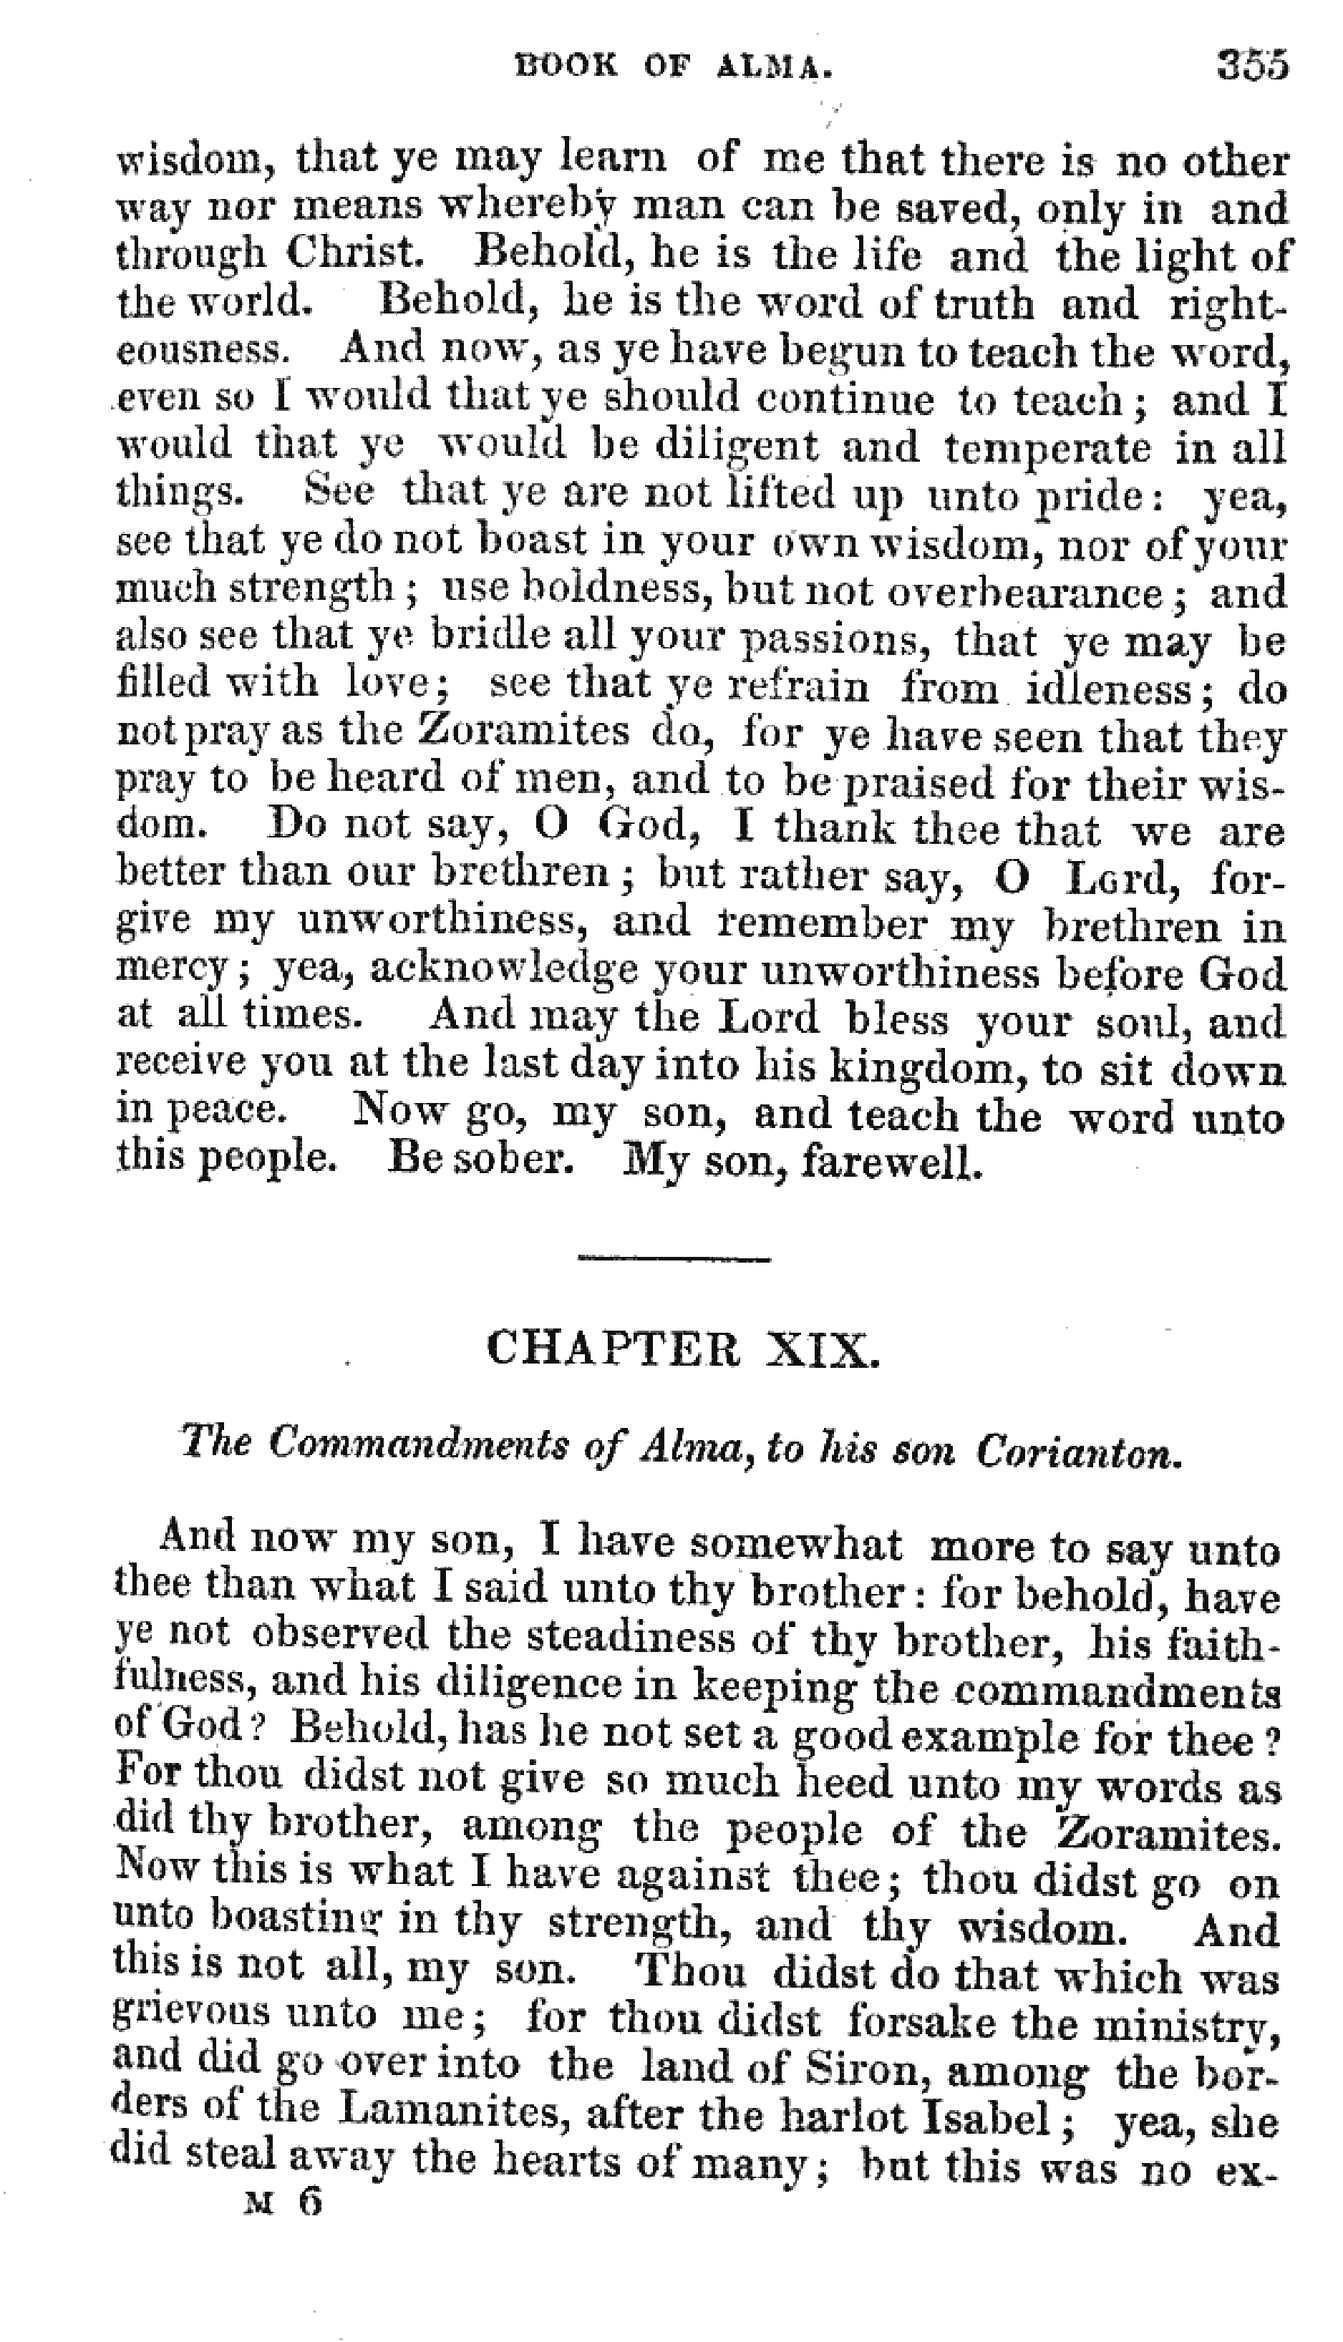 BOOK OF ALMA. 355
wisdom, that ye may learn of me that there is no other
way nor means whereby man can be saved, only in and
through Christ. Behold, he is the life and the light of
the world. Behold, he is the word of truth and right-
eousness. And now, as ye have begun to teach the word,
even so I would that ye should continue to teach; and I
would that ye would be diligent and temperate in all
things. See that ye are not lifted up unto pride: yea,
see that ye do not boast in your own wisdom, nor of your
much strength; use boldness, but not overbearance; and
also see that ye bridle all your passions, that ye may be
filled with love; see that ye refrain from idleness; do
not pray as the Zoramites do, for ye have seen that they
pray to be heard of men, and to be praised for their wis-
dom. Do not say, O God, I thank thee that we are
better than our brethren; but rather say, O Lord, for-
give my unworthiness, and remember my brethren in
mercy; yea, acknowledge your unworthiness before God
at all times. And may the Lord bless your soul, and
receive you at the last day into his kingdom, to sit down
in peace. Now go, my son, and teach the word unto
this people. Be sober. My son, farewell.
CHAPTER XIX.
The Commandments of Alma, to his son Corianton.
And now my son, I have somewhat more to say unto
thee than what I said unto thy brother: for behold, have
ye not observed the steadiness of thy brother, his faith-
fulness, and his diligence in keeping the commandments
of God? Behold, has he not set a good example for thee?
For thou didst not give so much heed unto my words as
did thy brother, among the people of the Zoramites.
Now this is what I have against thee; thou didst go on
unto boasting in thy strength, and thy wisdom. And
this is not all, my son. Thou didst do that which was
grievous unto me; for thou didst forsake the ministry,
and did go over into the land of Siron, among the bor-
ders of the Lamanites, after the harlot Isabel; yea, she
did steal away the hearts of many; but this was no ex-
M 6